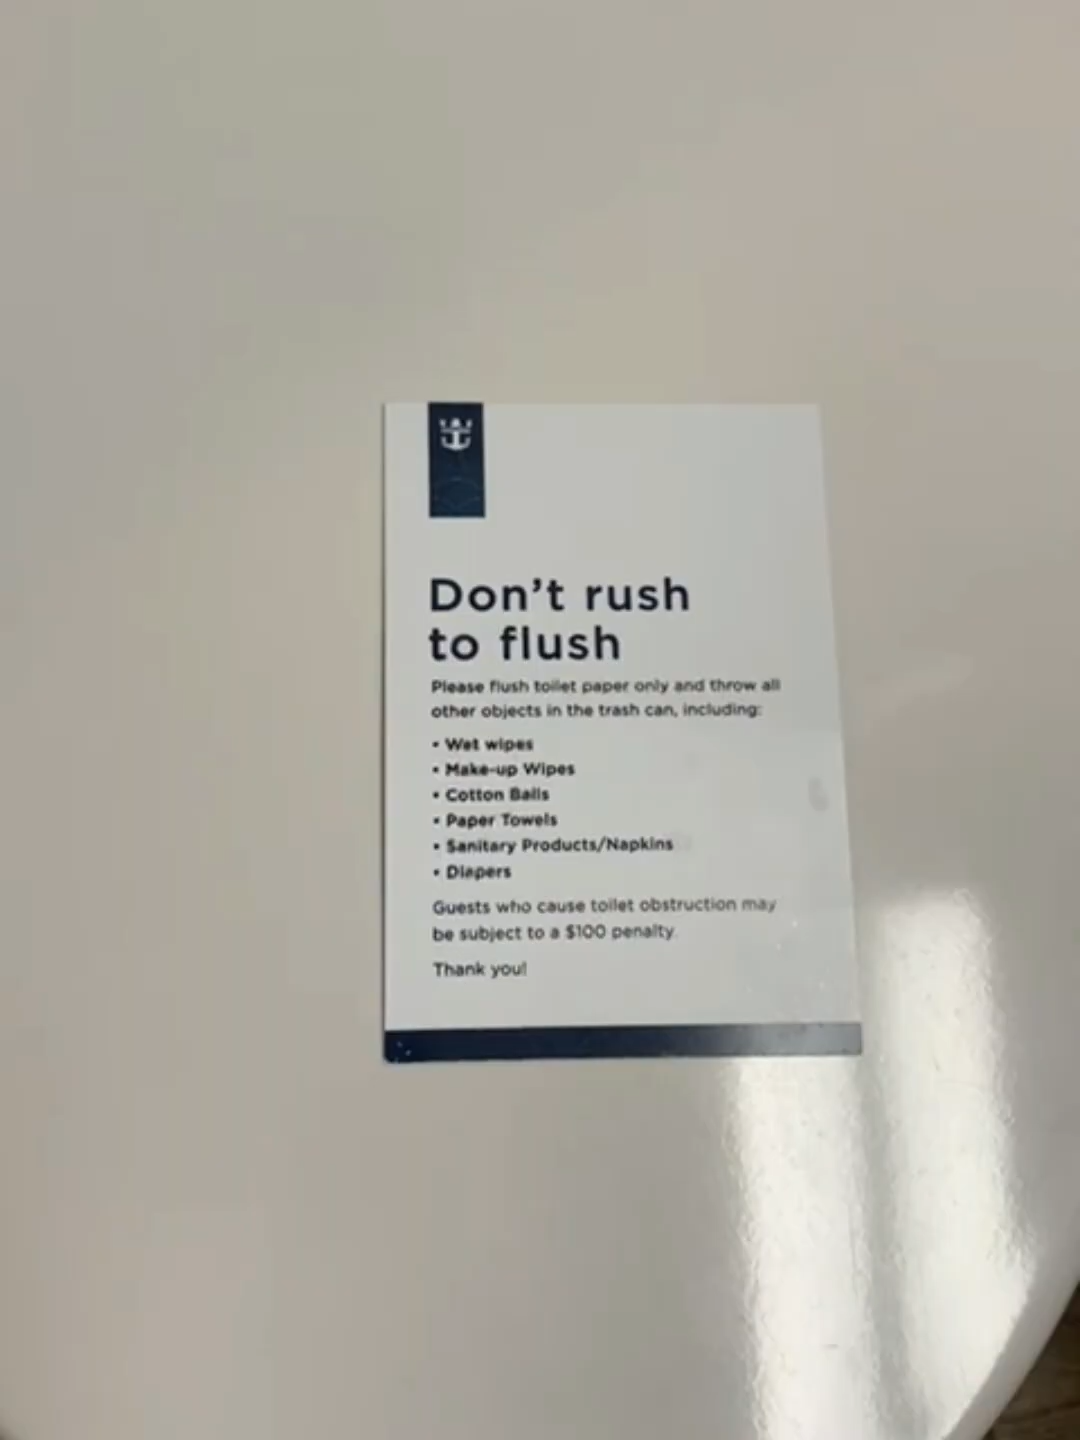 Don't rush
to flush
Please flush toilet paper only and throw all
other objects in the trash can, including:
• Wet wipes
• Make-up Wipes
• Cotton Balls
• Paper Towels
• Sanitary Products/Napkins
• Diapers
Guests who cause toilet obstruction may
be subject to a $100 penalty.
Thank you!